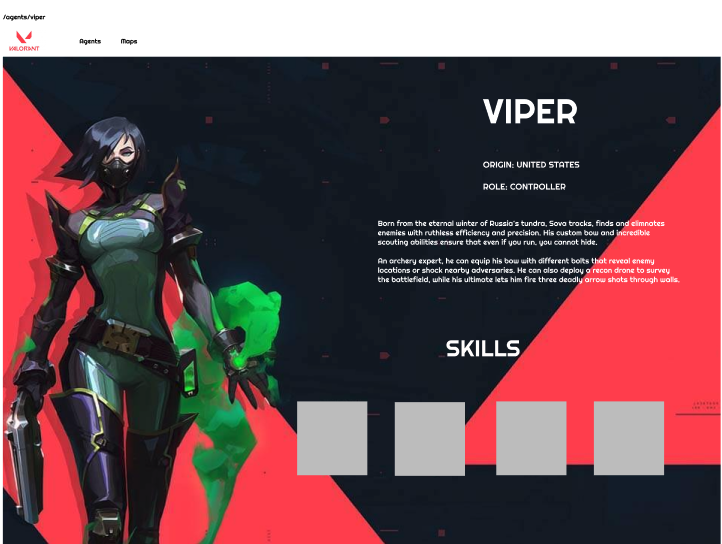 /agents/viper
VALORANT
Agents Maps
VIPER
ORIGIN: UNITED STATES
ROLE: CONTROLLER
Born from the eternal winter of Russia's tundra, Sova tracks, finds and elimnates
enemies with ruthless efficiency and precision. His custom bow and incredible
scouting abilities ensure that even if you run, you cannot hide.
An archery expert, he can equip his bow with different bolts that reveal enemy
locations or shock nearby adversaries. He can also deploy a recon drone to survey
the battlefield, while his ultimate lets him fire three deadly arrow shots through walls.
SKILLS